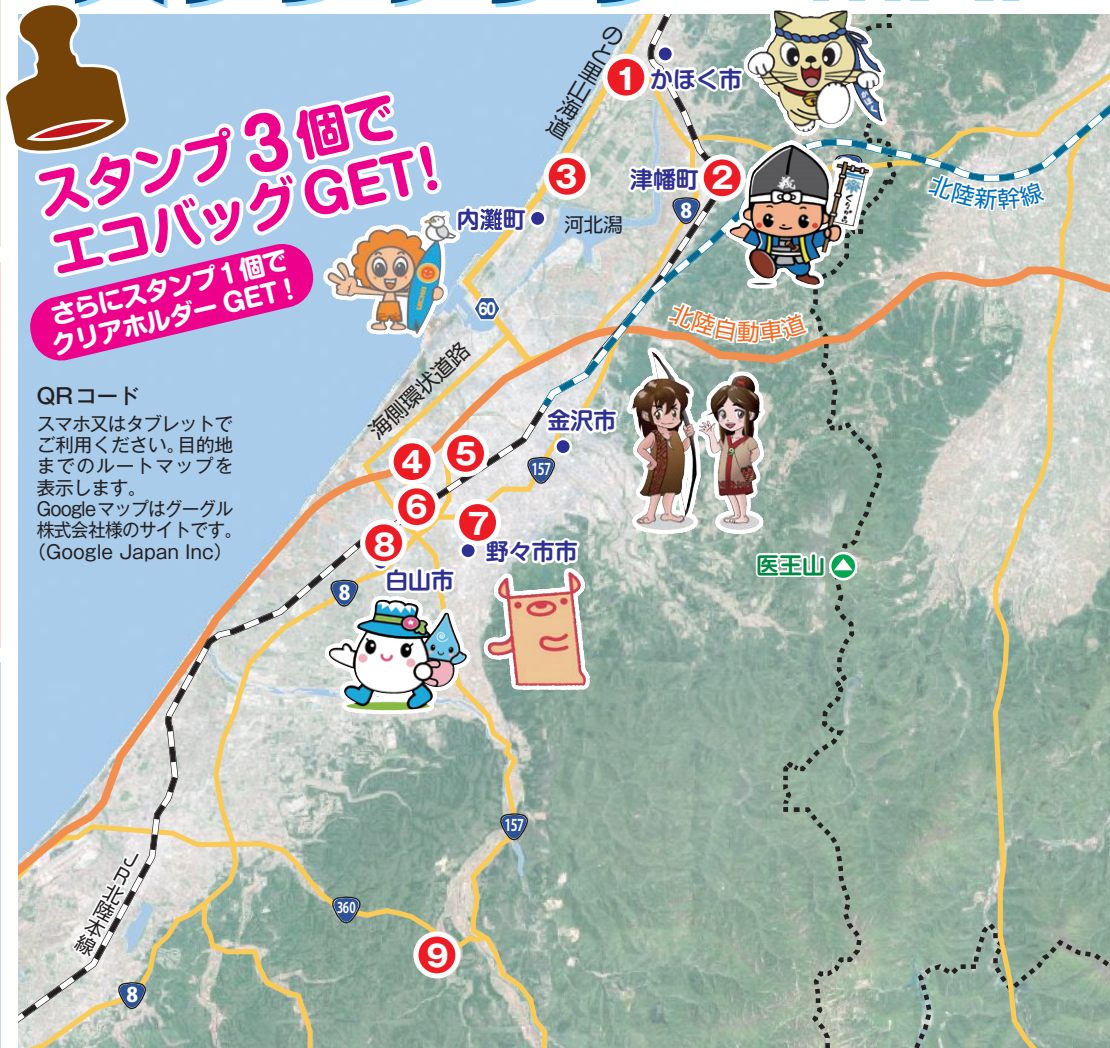 スタンプ3個で
エコバッグGET!
さらにスタンプ1個で
クリアホルダーGET!
QRコード
スマホ又はタブレットで
ご利用ください。目的地
までのルートマップを
表示します。
Googleマップはグーグル
株式会社様のサイトです。
(Google Japan Inc)
のと里山海道
1
かほく市
かほく
3
津幡町
2
8
くりから
義
北陸新幹線
内灘町
河北潟
60
北陸自動車道
海側環状道路
金沢市
4
5
157
6
7
8
野々市市
白山市
8
医王山
157
JR北陸本線
360
9
8